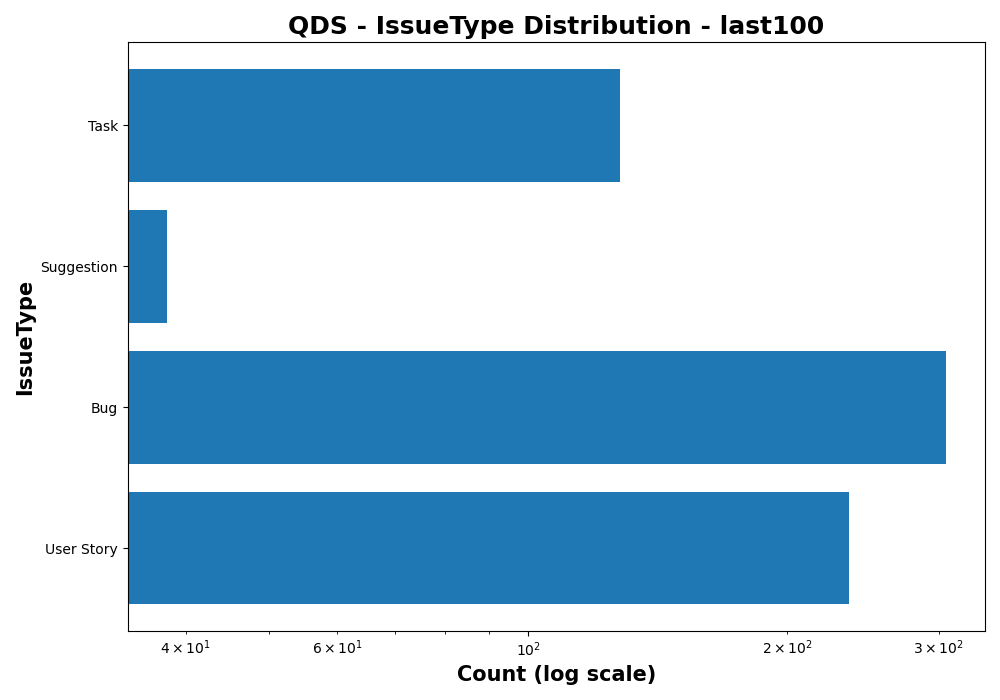 QDS - IssueType Distribution - last100
IssueType
Task
Suggestion
Bug
User Story
4 × 10¹ 6 × 10¹ 10² 2 × 10² 3 × 10²
Count (log scale)